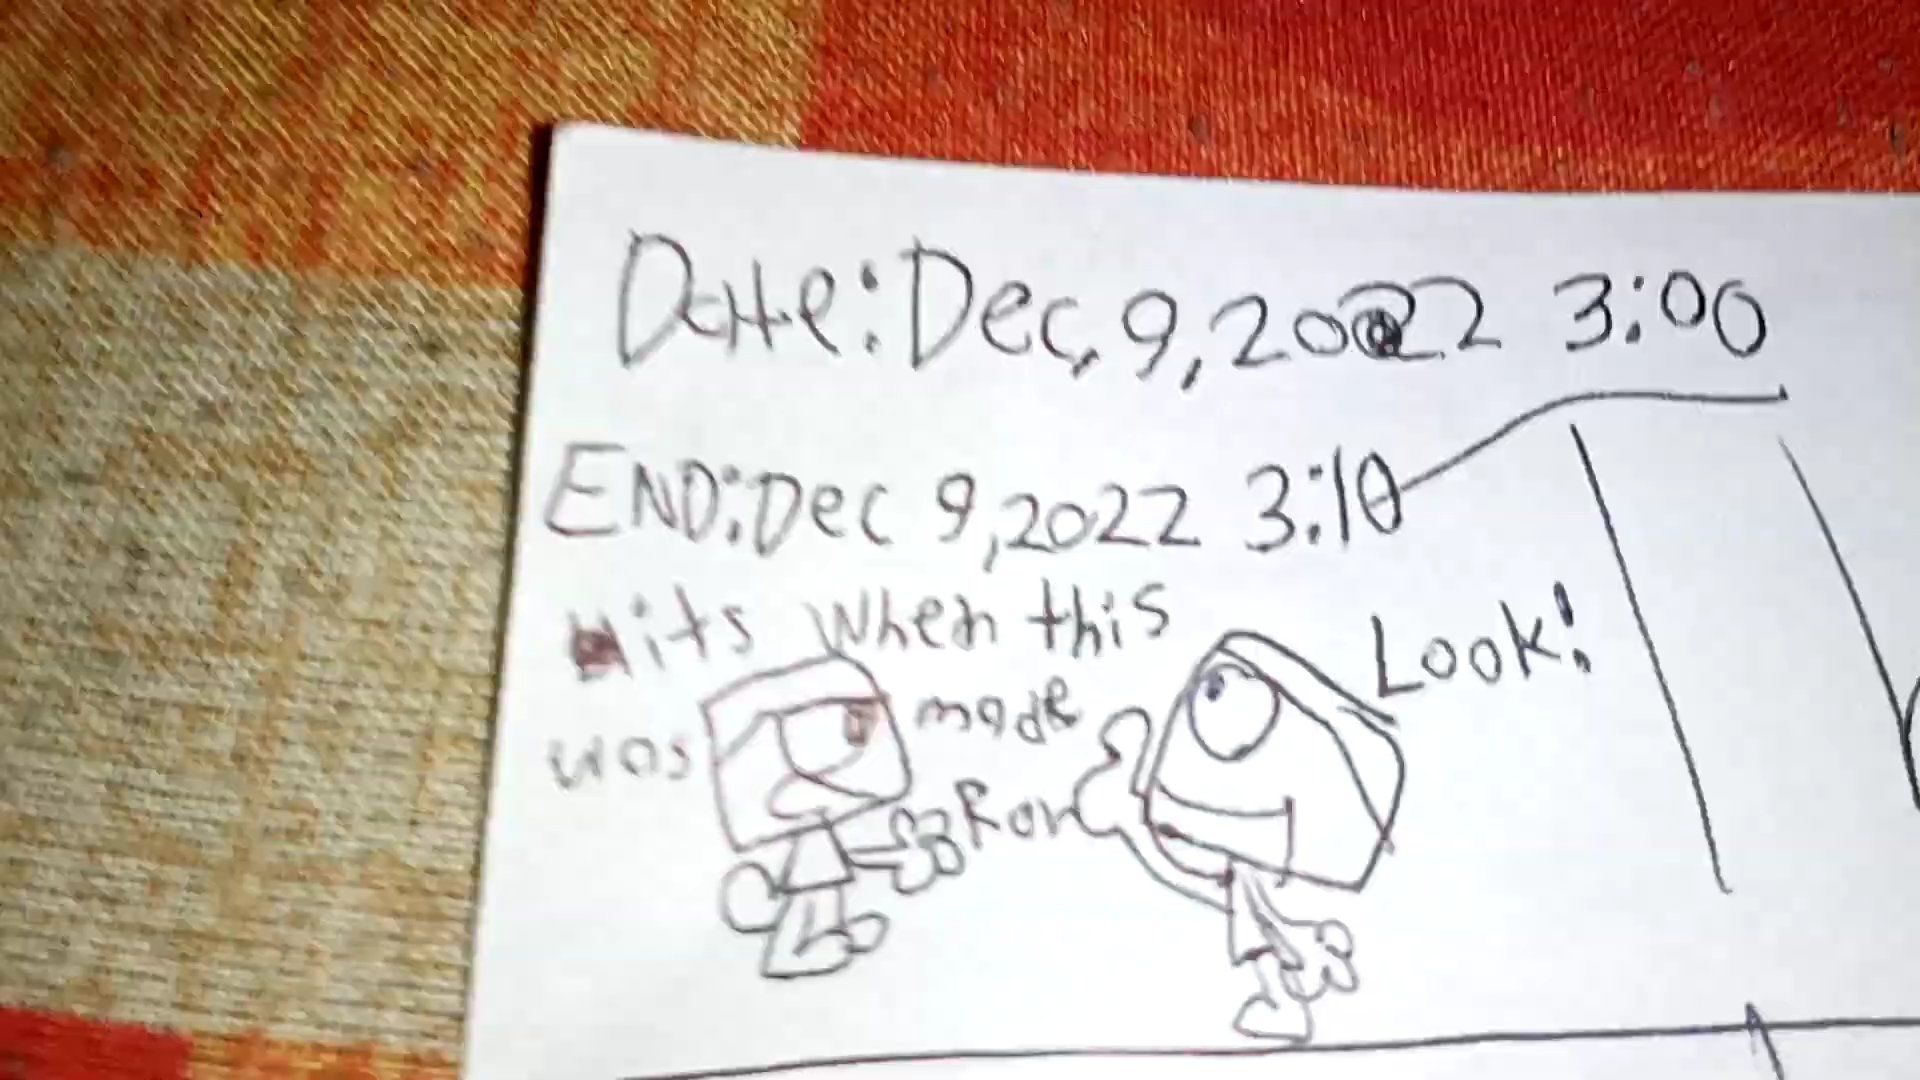 Date: Dec, 9, 2022 3:00
END: Dec 9, 2022 3:10
its when this
was made
Look!